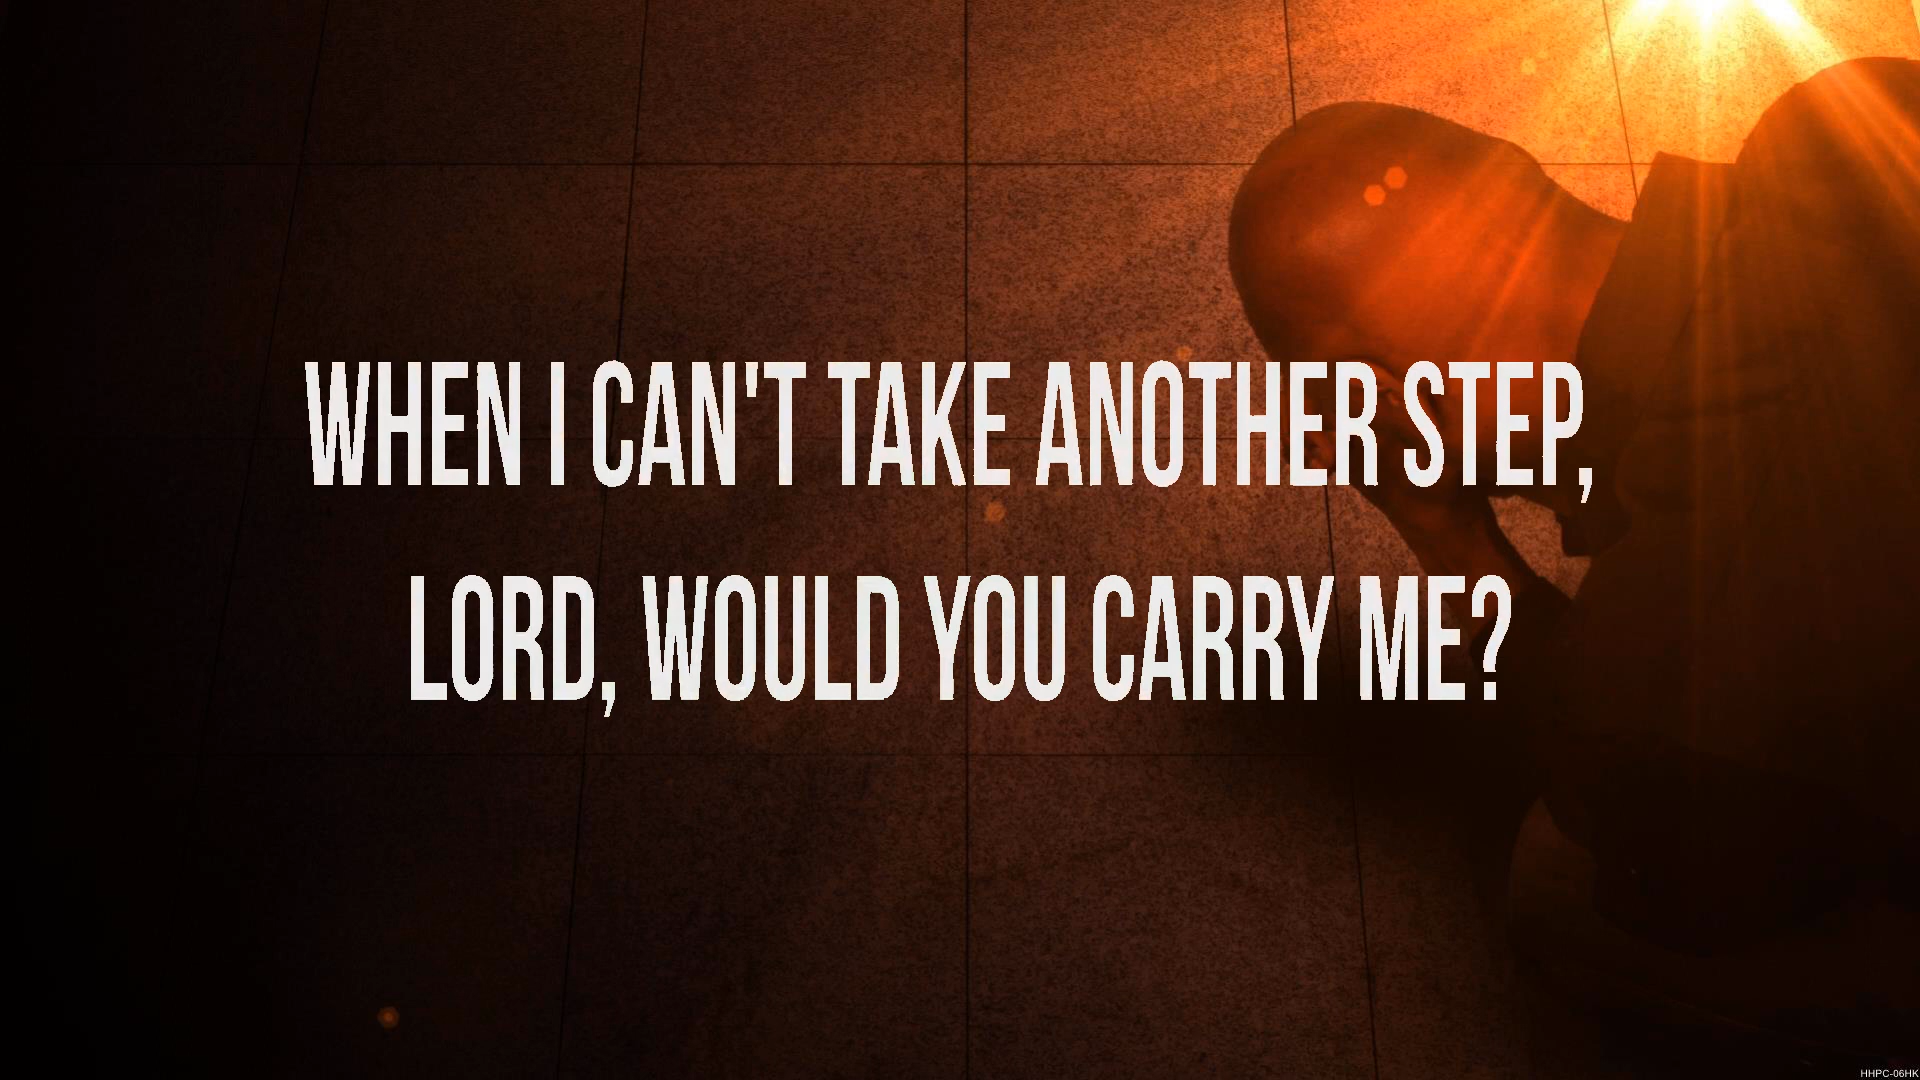 WHEN I CAN'T TAKE ANOTHER STEP,
LORD, WOULD YOU CARRY ME?
HHPC-06HK